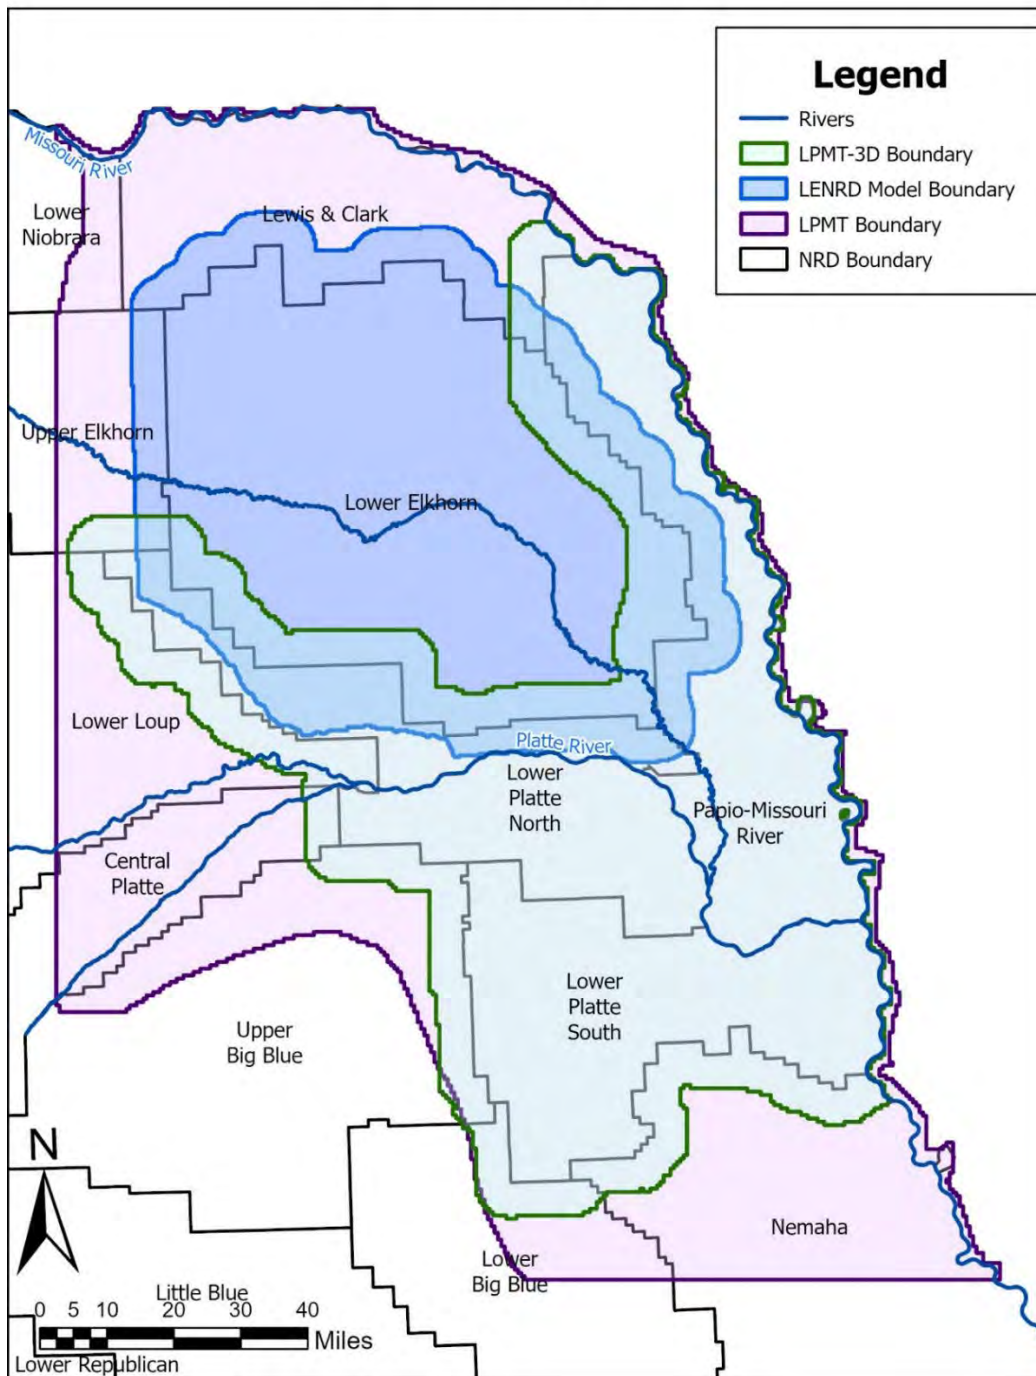 Legend
Rivers
LPMT-3D Boundary
LENRD Model Boundary
LPMT Boundary
NRD Boundary
Missouri River
Lower
Niobrara
Lewis & Clark
Upper Elkhorn
Lower Elkhorn
Lower Loup
Platte River
Lower
Platte
North
Papio-Missouri
River
Central
Platte
Lower
Platte
South
Upper
Big Blue
N
Nemaha
Lower
Big Blue
Little Blue
0 5 10 20 30 40
Miles
Lower Republican